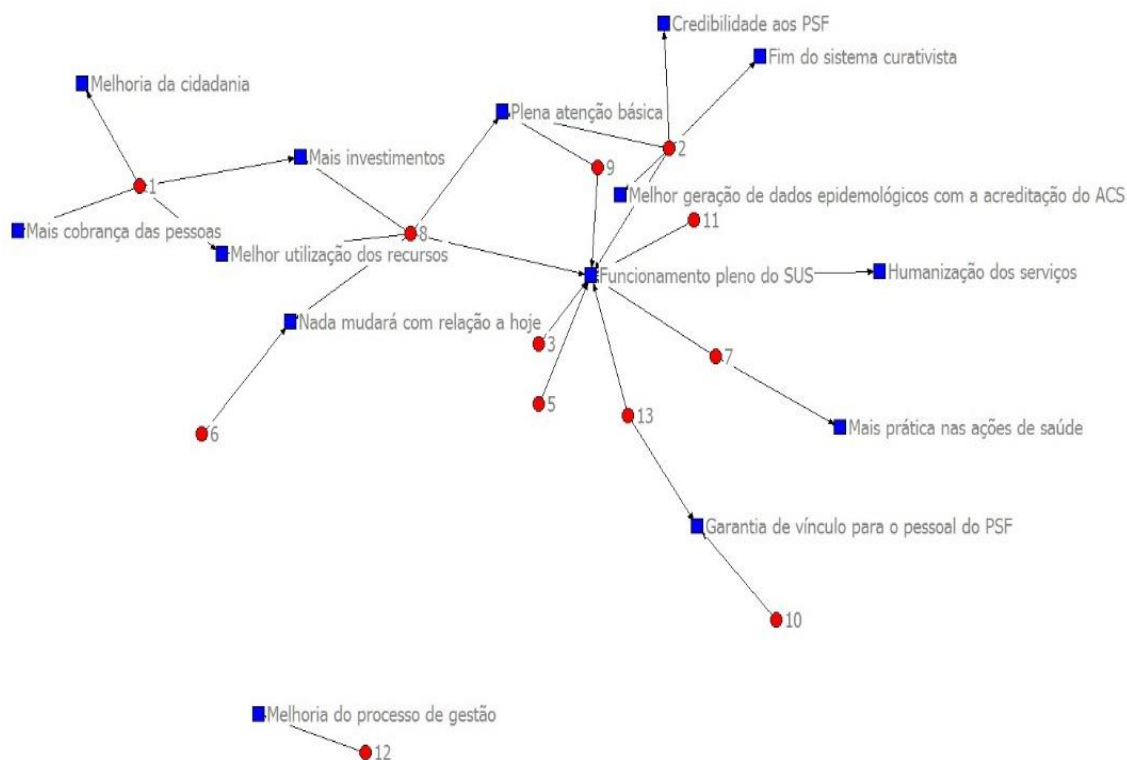 Credibilidade aos PSF
Fim do sistema curativista
Melhoria da cidadania
Plena atenção básica
2
Mais investimentos
9
1
Melhor geração de dados epidemológicos com a acreditação do ACS
11
Mais cobrança das pessoas
8
Melhor utilização dos recursos
Funcionamento pleno do SUS
Humanização dos serviços
Nada mudará com relação a hoje
3
7
5
13
Mais prática nas ações de saúde
6
Garantia de vínculo para o pessoal do PSF
10
Melhoria do processo de gestão
12